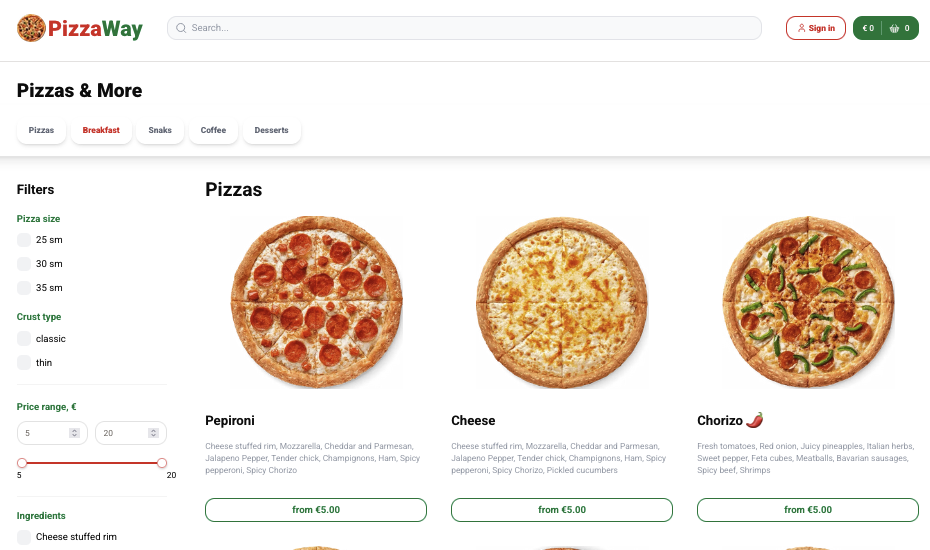 PizzaWay
Search...
Sign in
€ 0
0
Pizzas & More
Pizzas
Breakfast
Snaks
Coffee
Desserts
Filters
Pizza size
25 sm
30 sm
35 sm
Crust type
classic
thin
Price range, €
5
20
5
20
Ingredients
Cheese stuffed rim
Pizzas
Pepironi
Cheese stuffed rim, Mozzarella, Cheddar and Parmesan,
Jalapeno Pepper, Tender chick, Champignons, Ham, Spicy
pepperoni, Spicy Chorizo
from €5.00
Cheese
Cheese stuffed rim, Mozzarella, Cheddar and Parmesan,
Jalapeno Pepper, Tender chick, Champignons, Ham, Spicy
pepperoni, Spicy Chorizo, Pickled cucumbers
from €5.00
Chorizo 🌶️
Fresh tomatoes, Red onion, Juicy pineapples, Italian herbs,
Sweet pepper, Feta cubes, Meatballs, Bavarian sausages,
Spicy beef, Shrimps
from €5.00